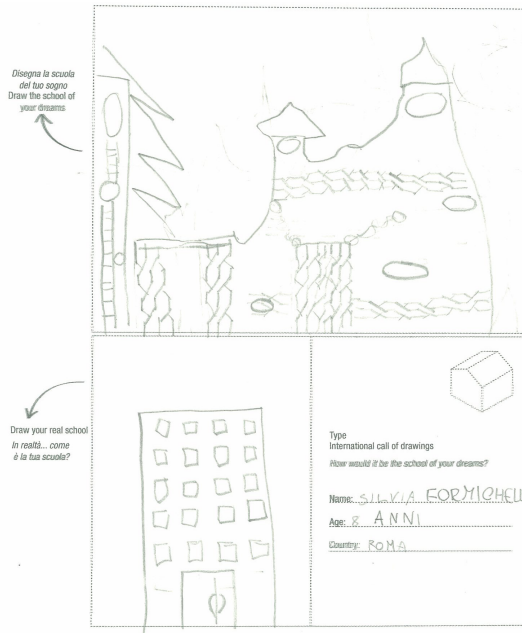 Disegna la scuola
del tuo sogno
Draw the school of
your dreams
Draw your real school
In realtà... come
è la tua scuola?
Type
International call of drawings
How would it be the school of your dreams?
Name: SILVIA FORMICHELL
Age: 8 ANNI
Country: ROMA